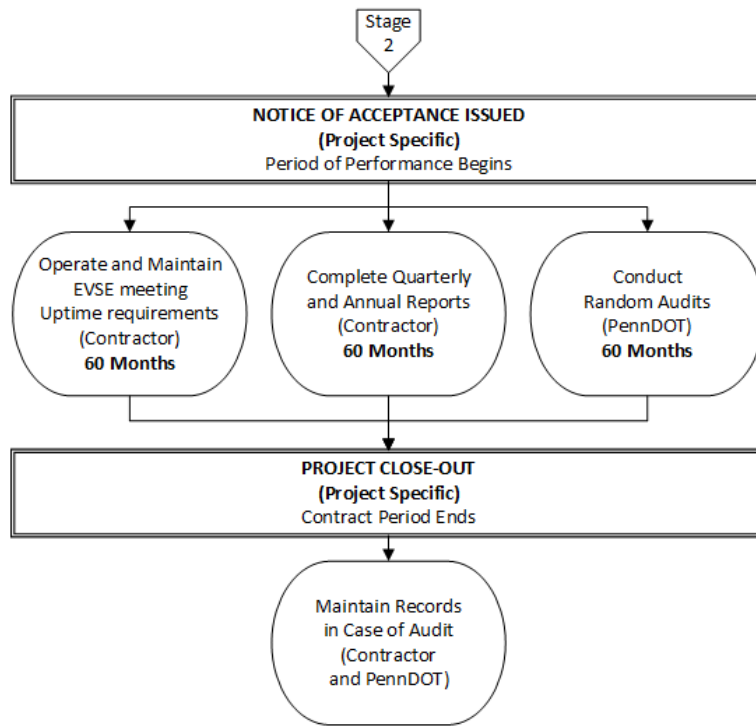 Stage
2
NOTICE OF ACCEPTANCE ISSUED
(Project Specific)
Period of Performance Begins
Operate and Maintain
EVSE meeting
Uptime requirements
(Contractor)
60 Months
Complete Quarterly
and Annual Reports
(Contractor)
60 Months
Conduct
Random Audits
(PennDOT)
60 Months
PROJECT CLOSE-OUT
(Project Specific)
Contract Period Ends
Maintain Records
in Case of Audit
(Contractor
and PennDOT)